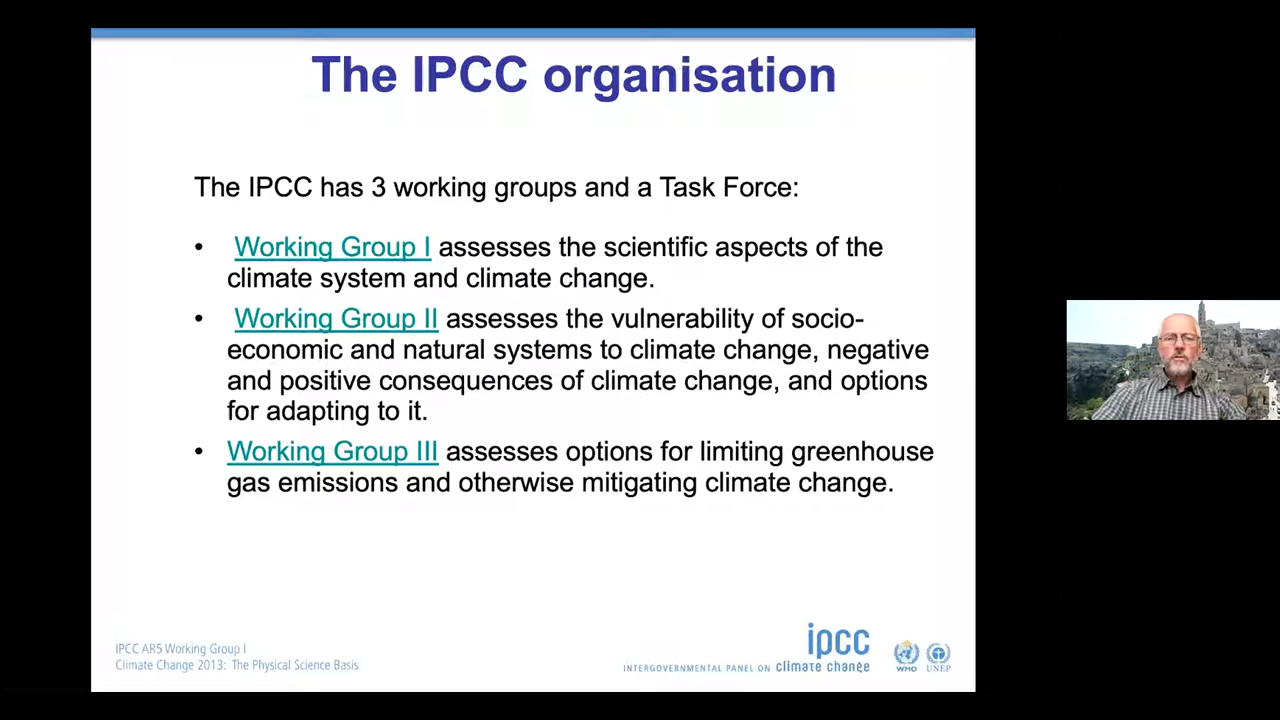 The IPCC organisation
The IPCC has 3 working groups and a Task Force:
• Working Group I assesses the scientific aspects of the
climate system and climate change.
• Working Group II assesses the vulnerability of socio-
economic and natural systems to climate change, negative
and positive consequences of climate change, and options
for adapting to it.
• Working Group III assesses options for limiting greenhouse
gas emissions and otherwise mitigating climate change.
IPCC AR5 Working Group I
Climate Change 2013: The Physical Science Basis
ipcc
INTERGOVERNMENTAL PANEL ON climate change
WMO
UNEP